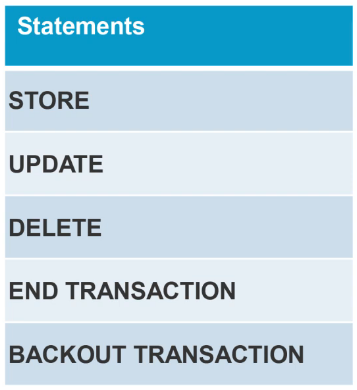 Statements
STORE
UPDATE
DELETE
END TRANSACTION
BACKOUT TRANSACTION